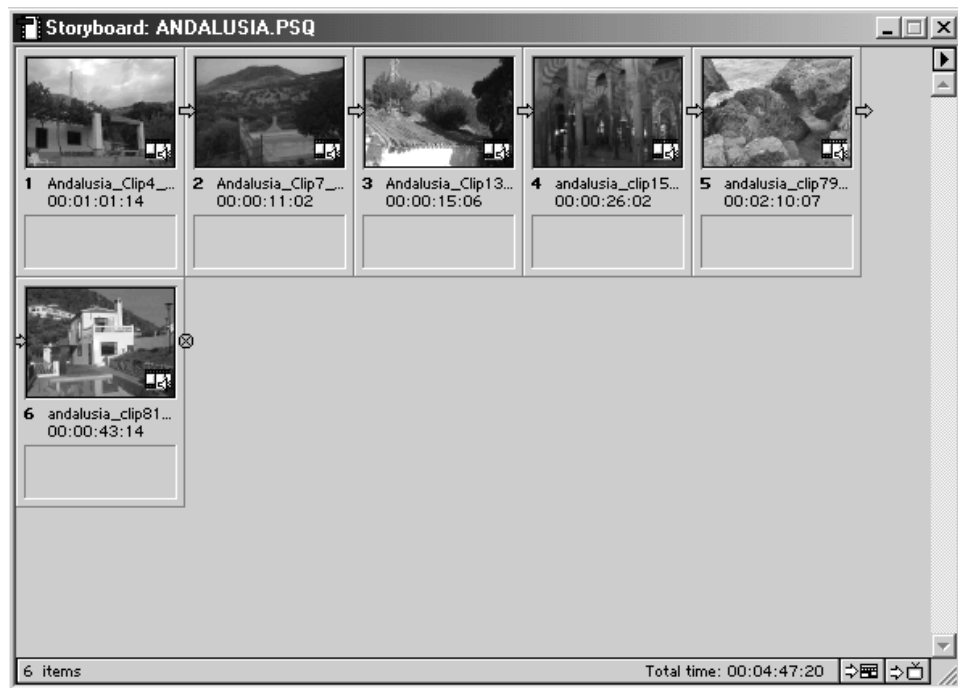 Storyboard: ANDALUSIA.PSQ
1 Andalusia_Clip4_...
00:01:01:14
2 Andalusia_Clip7_...
00:00:11:02
3 Andalusia_Clip13...
00:00:15:06
4 andalusia_clip15...
00:00:26:02
5 andalusia_clip79...
00:02:10:07
6 andalusia_clip81...
00:00:43:14
6 items
Total time: 00:04:47:20